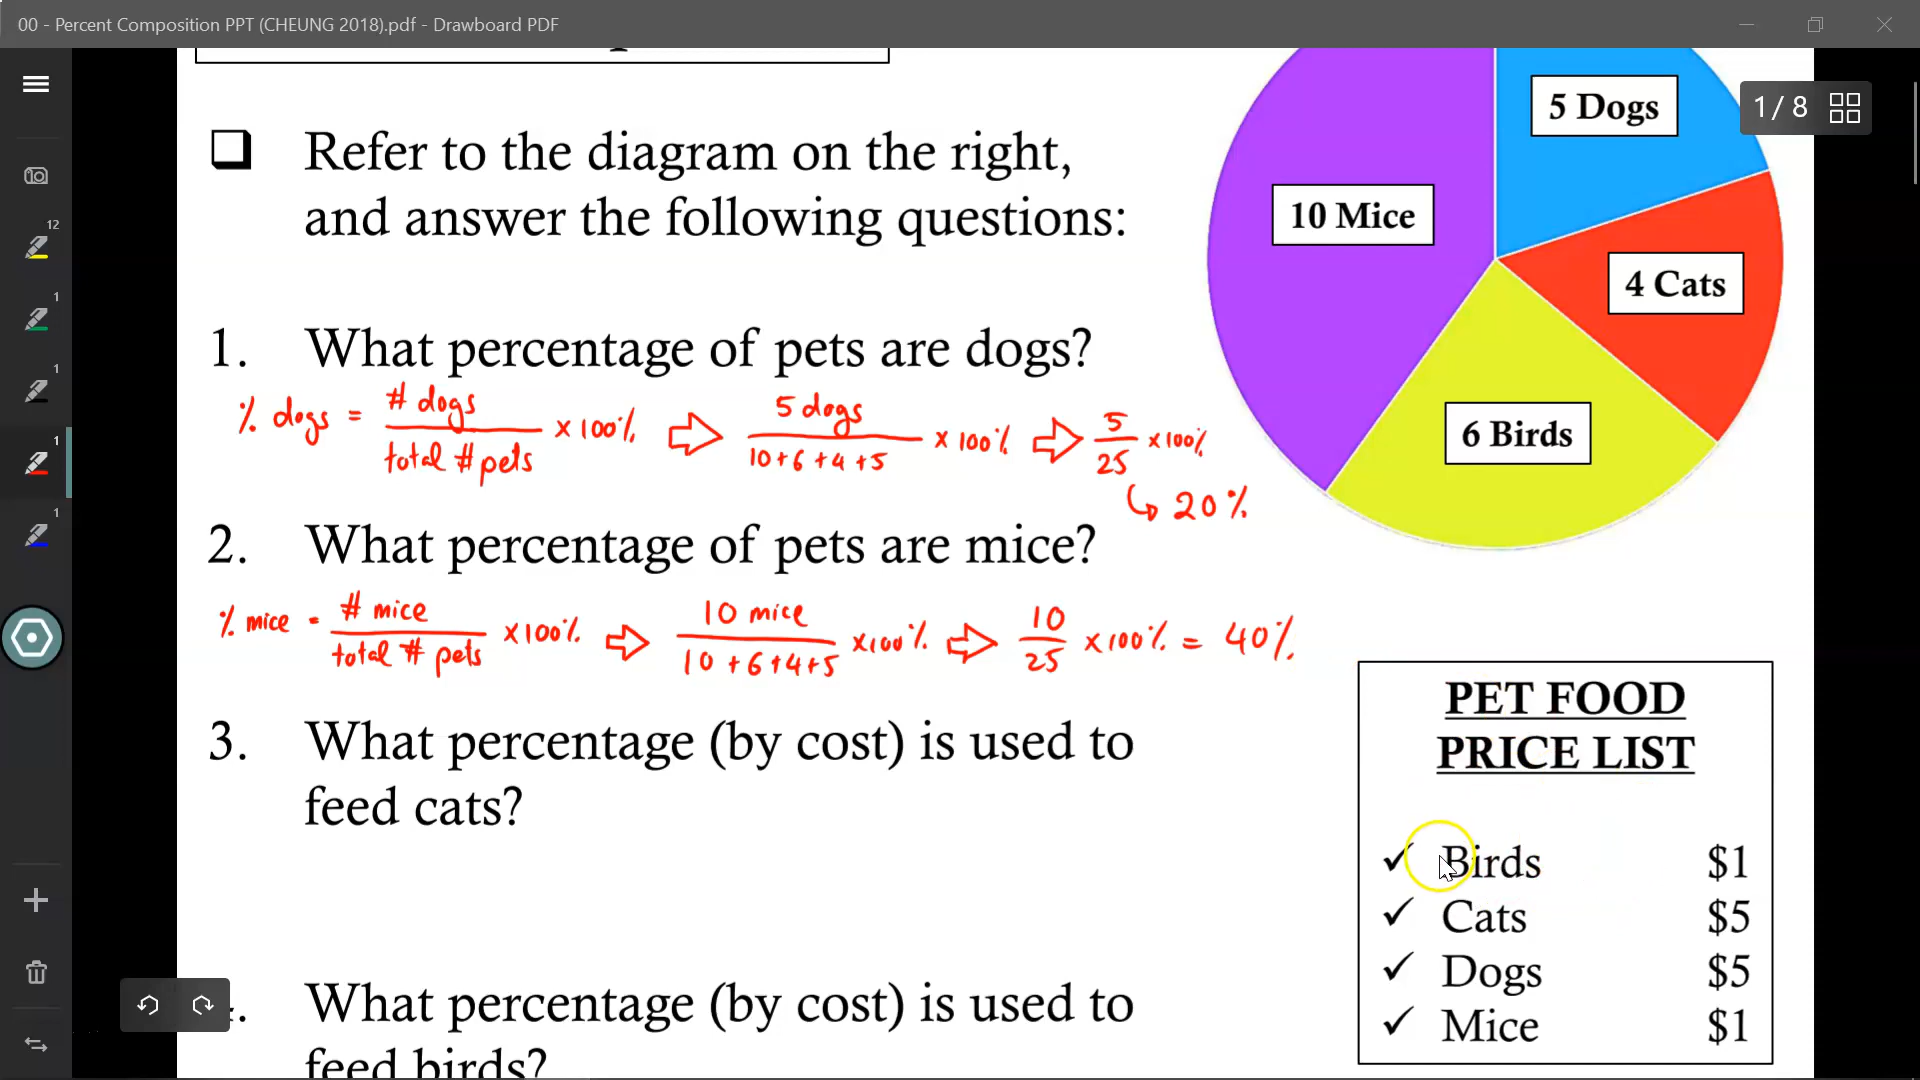 00 - Percent Composition PPT (CHEUNG 2018).pdf - Drawboard PDF
1 / 8
12
1
1
1
1
Refer to the diagram on the right,
and answer the following questions:
5 Dogs
10 Mice
4 Cats
6 Birds
1. What percentage of pets are dogs?
% dogs = # dogs / total # pets × 100% ⇨ 5 dogs / 10+6+4+5 × 100% ⇨ 5/25 × 100%
↳ 20%
2. What percentage of pets are mice?
% mice = # mice / total # pets × 100% ⇨ 10 mice / 10+6+4+5 × 100% ⇨ 10/25 × 100% = 40%
3. What percentage (by cost) is used to
feed cats?
What percentage (by cost) is used to
feed birds?
PET FOOD
PRICE LIST
✓ Birds $1
✓ Cats $5
✓ Dogs $5
✓ Mice $1